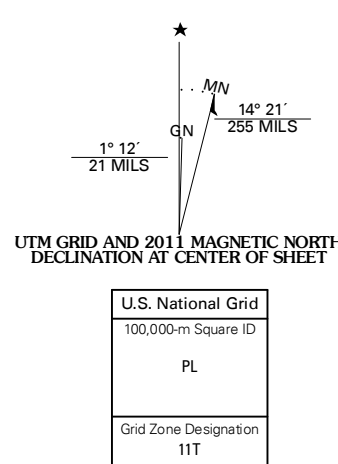 ★
MN
GN
14° 21´
255 MILS
1° 12´
21 MILS
UTM GRID AND 2011 MAGNETIC NORTH
DECLINATION AT CENTER OF SHEET
U.S. National Grid
100,000-m Square ID
PL
Grid Zone Designation
11T